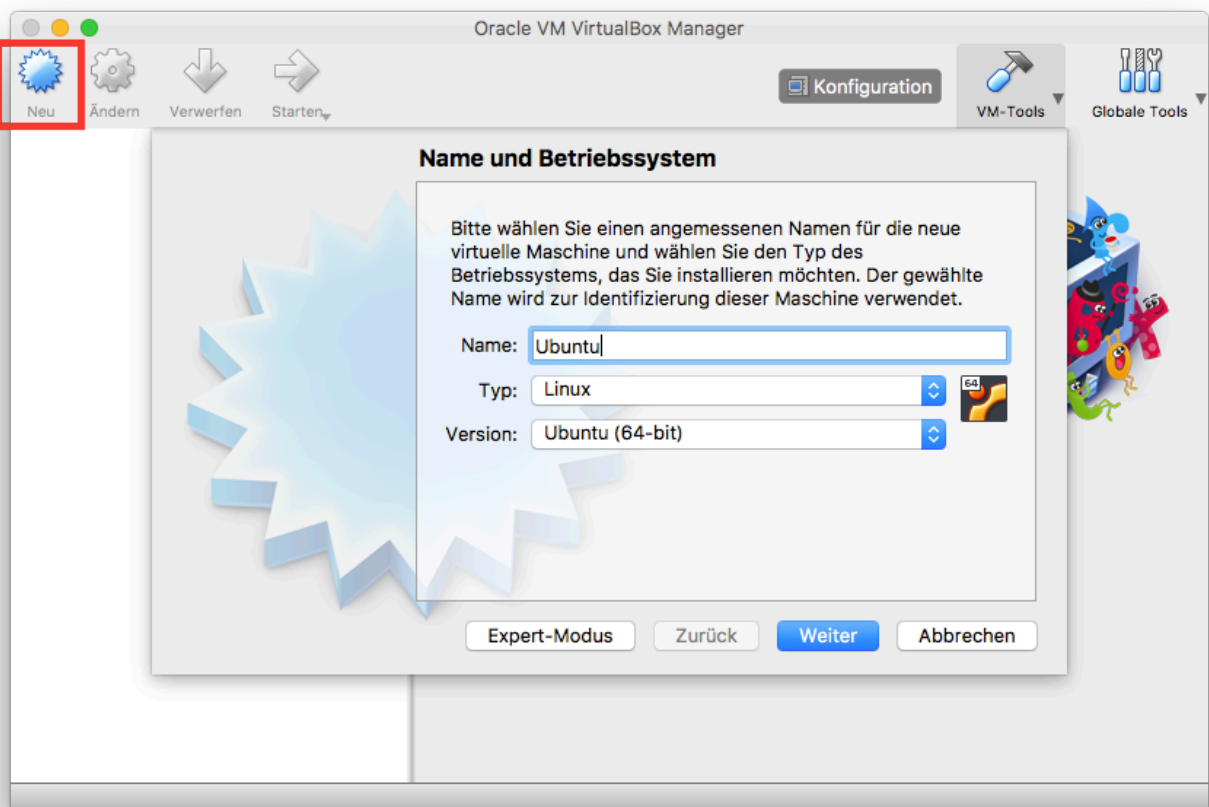 Oracle VM VirtualBox Manager
Neu
Ändern
Verwerfen
Starten
Konfiguration
VM-Tools
Globale Tools
Name und Betriebssystem
Bitte wählen Sie einen angemessenen Namen für die neue
virtuelle Maschine und wählen Sie den Typ des
Betriebssystems, das Sie installieren möchten. Der gewählte
Name wird zur Identifizierung dieser Maschine verwendet.
Name: Ubuntu
Typ: Linux
64
Version: Ubuntu (64-bit)
Expert-Modus
Zurück
Weiter
Abbrechen